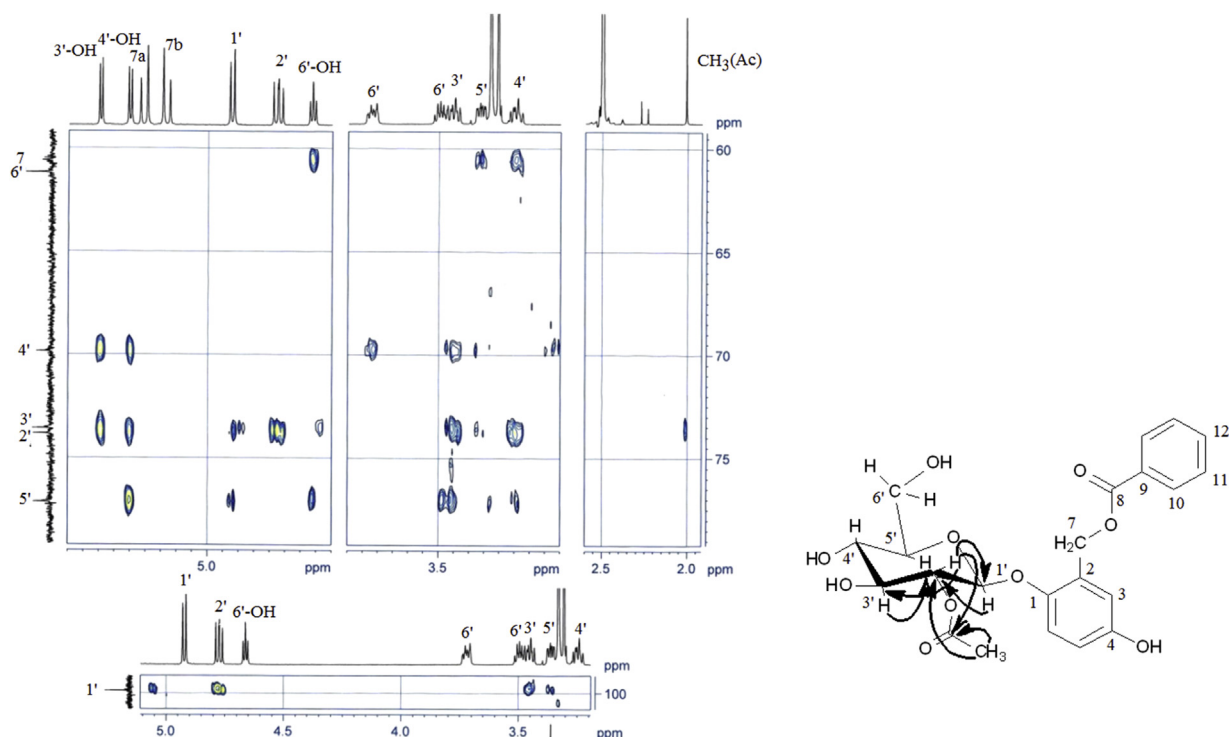 3'-OH 4'-OH 7a 7b 1' 2' 6'-OH 6' 6' 3' 5' 4' CH3(Ac)
ppm ppm ppm
7
6'
60
65
4'
70
3'
2'
75
5'
5.0 ppm 3.5 ppm 2.5 2.0 ppm
1' 2' 6'-OH 6' 6' 3' 5' 4'
ppm
1' 100
5.0 4.5 4.0 3.5 ppm
OH
H 6' H
O 8 9 10 11 12
O
7
H2C
H 5' O
HO 4' H H 1' O 2 3
HO 1
3' H O H
4 OH
O CH3